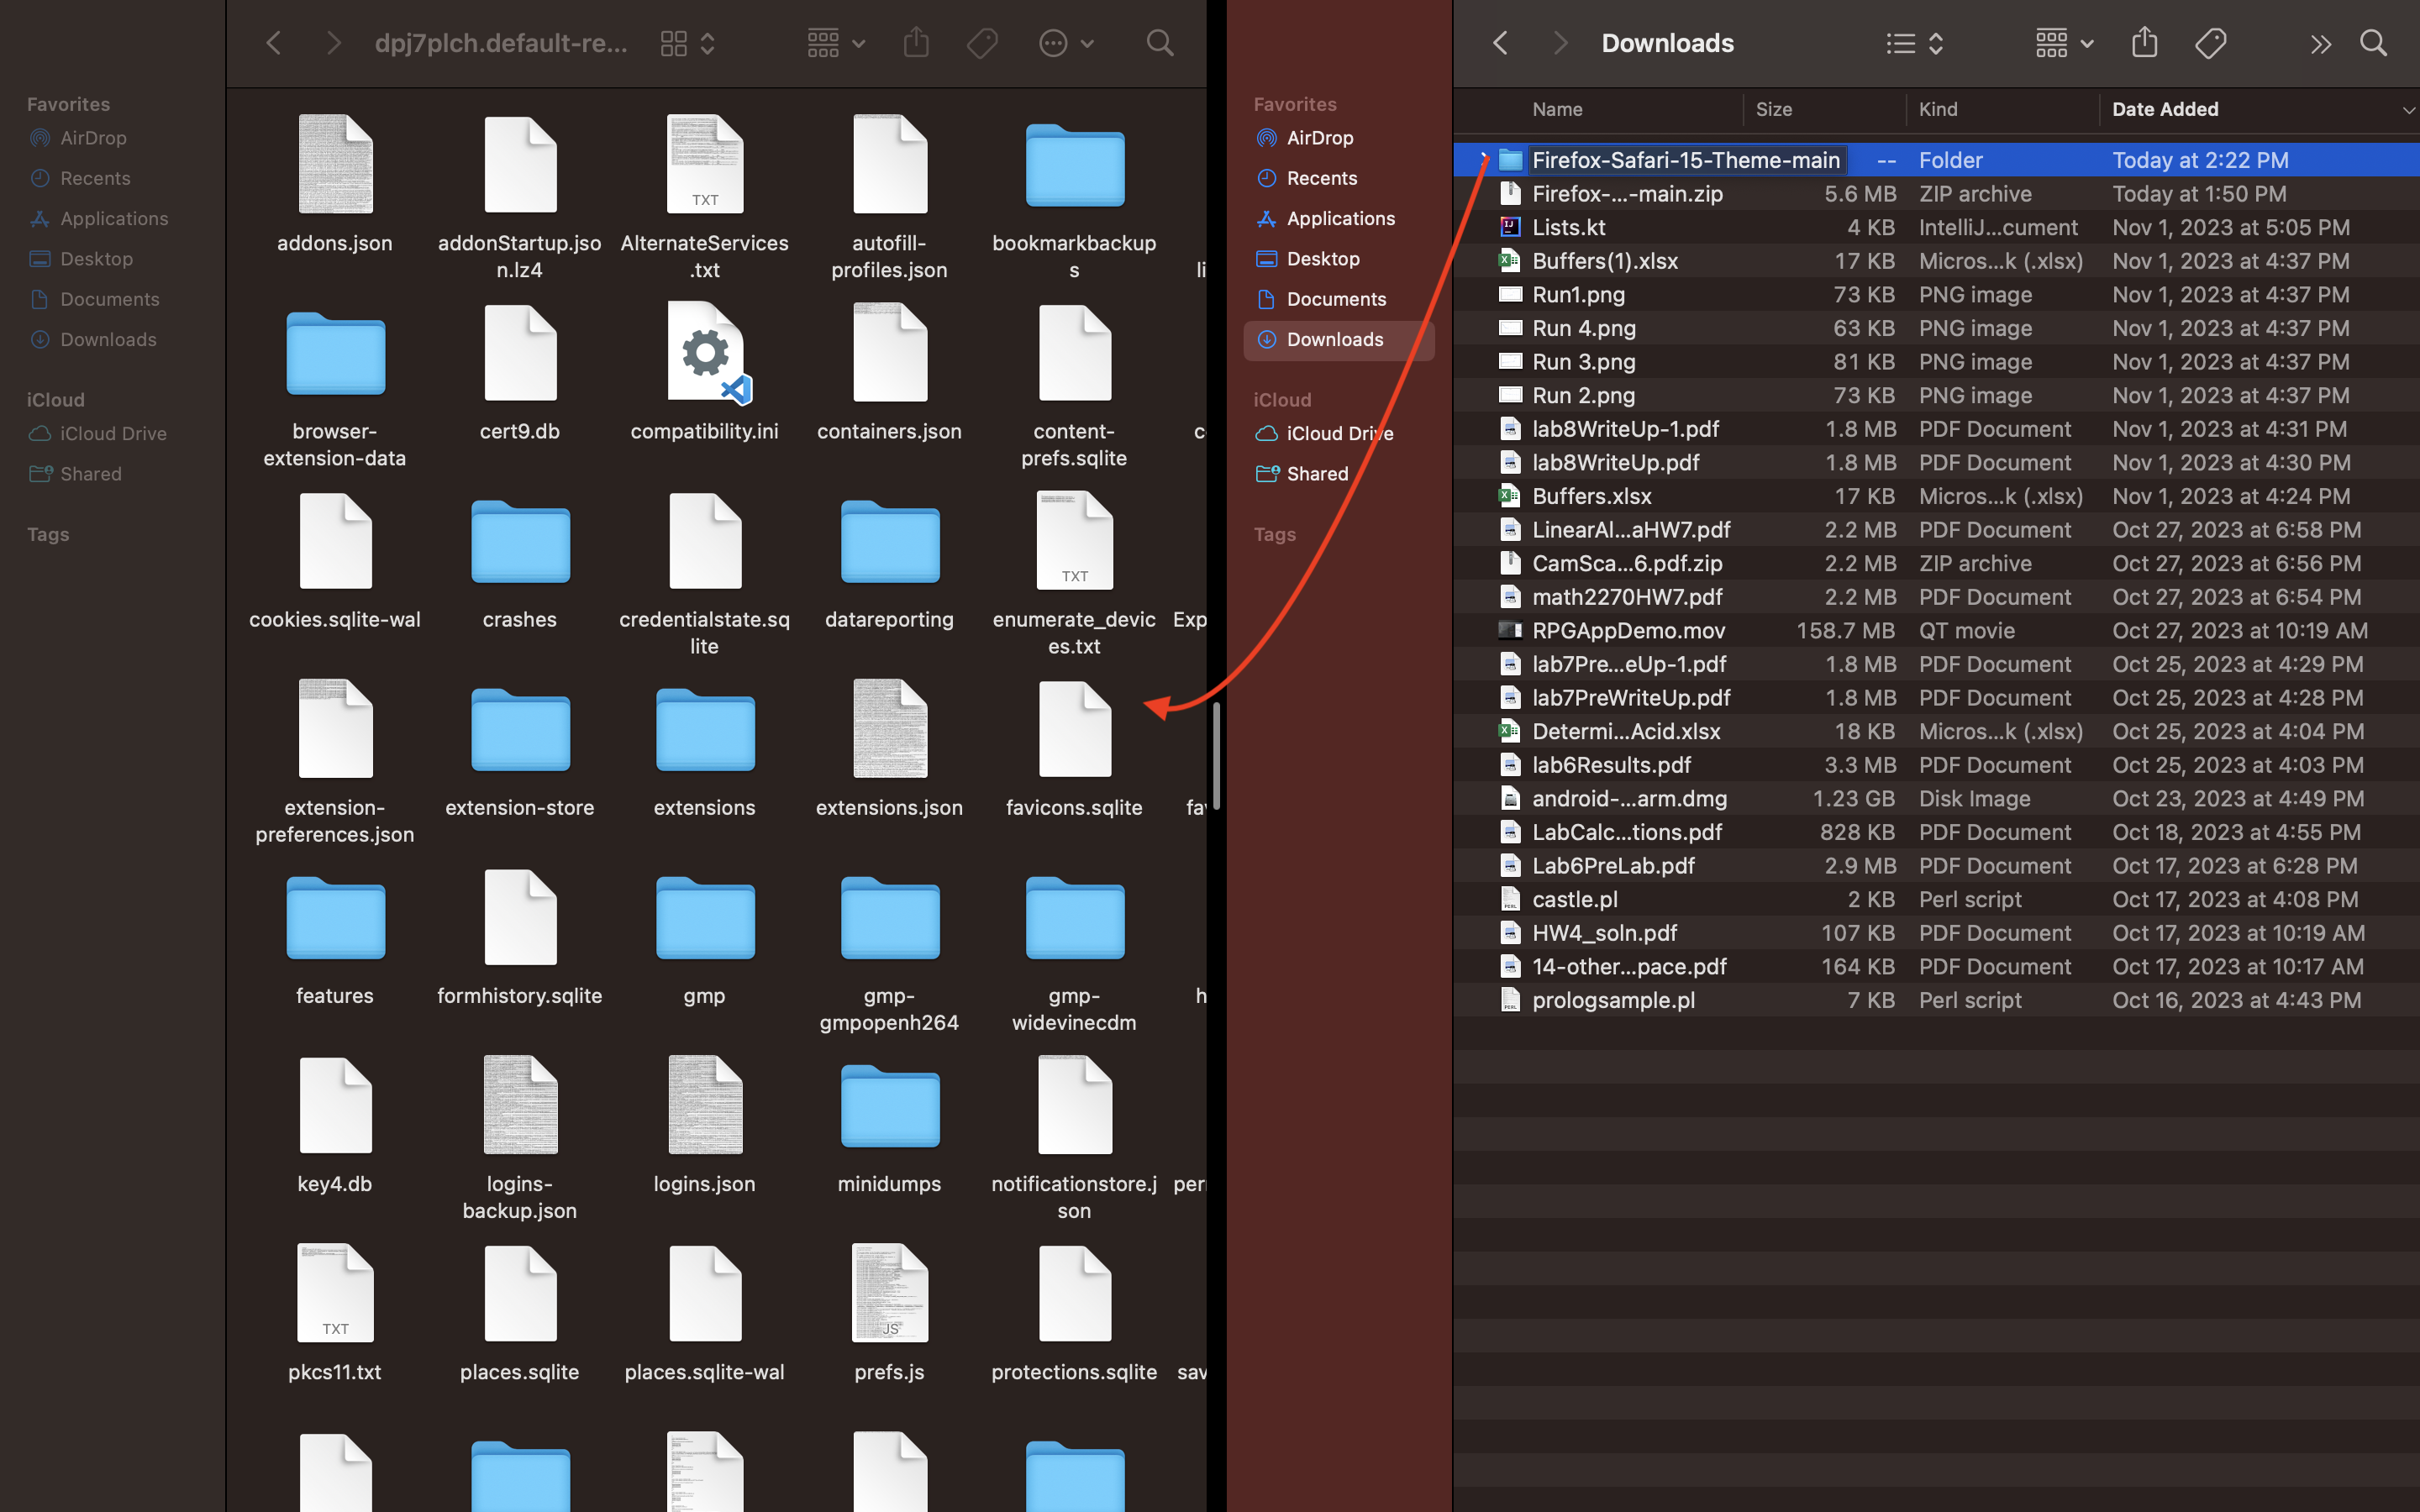 dpj7plch.default-re...
Favorites
AirDrop
Recents
Applications
Desktop
Documents
Downloads
iCloud
iCloud Drive
Shared
Tags
addons.json
addonStartup.jso
n.lz4
TXT
AlternateServices
.txt
autofill-
profiles.json
bookmarkbackup
s
li
browser-
extension-data
cert9.db
compatibility.ini
containers.json
content-
prefs.sqlite
c
cookies.sqlite-wal
crashes
credentialstate.sq
lite
datareporting
TXT
enumerate_devic
es.txt
Exp
extension-
preferences.json
extension-store
extensions
extensions.json
favicons.sqlite
fav
features
formhistory.sqlite
gmp
gmp-
gmpopenh264
gmp-
widevinecdm
h
key4.db
logins-
backup.json
logins.json
minidumps
notificationstore.j
son
per
TXT
pkcs11.txt
places.sqlite
places.sqlite-wal
JS
prefs.js
protections.sqlite
sav
Favorites
AirDrop
Recents
Applications
Desktop
Documents
Downloads
iCloud
iCloud Drive
Shared
Tags
Downloads
Name Size Kind Date Added
Firefox-Safari-15-Theme-main -- Folder Today at 2:22 PM
Firefox-...-main.zip 5.6 MB ZIP archive Today at 1:50 PM
Lists.kt 4 KB IntelliJ...cument Nov 1, 2023 at 5:05 PM
Buffers(1).xlsx 17 KB Micros...k (.xlsx) Nov 1, 2023 at 4:37 PM
Run1.png 73 KB PNG image Nov 1, 2023 at 4:37 PM
Run 4.png 63 KB PNG image Nov 1, 2023 at 4:37 PM
Run 3.png 81 KB PNG image Nov 1, 2023 at 4:37 PM
Run 2.png 73 KB PNG image Nov 1, 2023 at 4:37 PM
lab8WriteUp-1.pdf 1.8 MB PDF Document Nov 1, 2023 at 4:31 PM
lab8WriteUp.pdf 1.8 MB PDF Document Nov 1, 2023 at 4:30 PM
Buffers.xlsx 17 KB Micros...k (.xlsx) Nov 1, 2023 at 4:24 PM
LinearAl...aHW7.pdf 2.2 MB PDF Document Oct 27, 2023 at 6:58 PM
CamSca...6.pdf.zip 2.2 MB ZIP archive Oct 27, 2023 at 6:56 PM
math2270HW7.pdf 2.2 MB PDF Document Oct 27, 2023 at 6:54 PM
RPGAppDemo.mov 158.7 MB QT movie Oct 27, 2023 at 10:19 AM
lab7Pre...eUp-1.pdf 1.8 MB PDF Document Oct 25, 2023 at 4:29 PM
lab7PreWriteUp.pdf 1.8 MB PDF Document Oct 25, 2023 at 4:28 PM
Determi...Acid.xlsx 18 KB Micros...k (.xlsx) Oct 25, 2023 at 4:04 PM
lab6Results.pdf 3.3 MB PDF Document Oct 25, 2023 at 4:03 PM
android-...arm.dmg 1.23 GB Disk Image Oct 23, 2023 at 4:49 PM
LabCalc...tions.pdf 828 KB PDF Document Oct 18, 2023 at 4:55 PM
Lab6PreLab.pdf 2.9 MB PDF Document Oct 17, 2023 at 6:28 PM
castle.pl 2 KB Perl script Oct 17, 2023 at 4:08 PM
HW4_soln.pdf 107 KB PDF Document Oct 17, 2023 at 10:19 AM
14-other...pace.pdf 164 KB PDF Document Oct 17, 2023 at 10:17 AM
prologsample.pl 7 KB Perl script Oct 16, 2023 at 4:43 PM